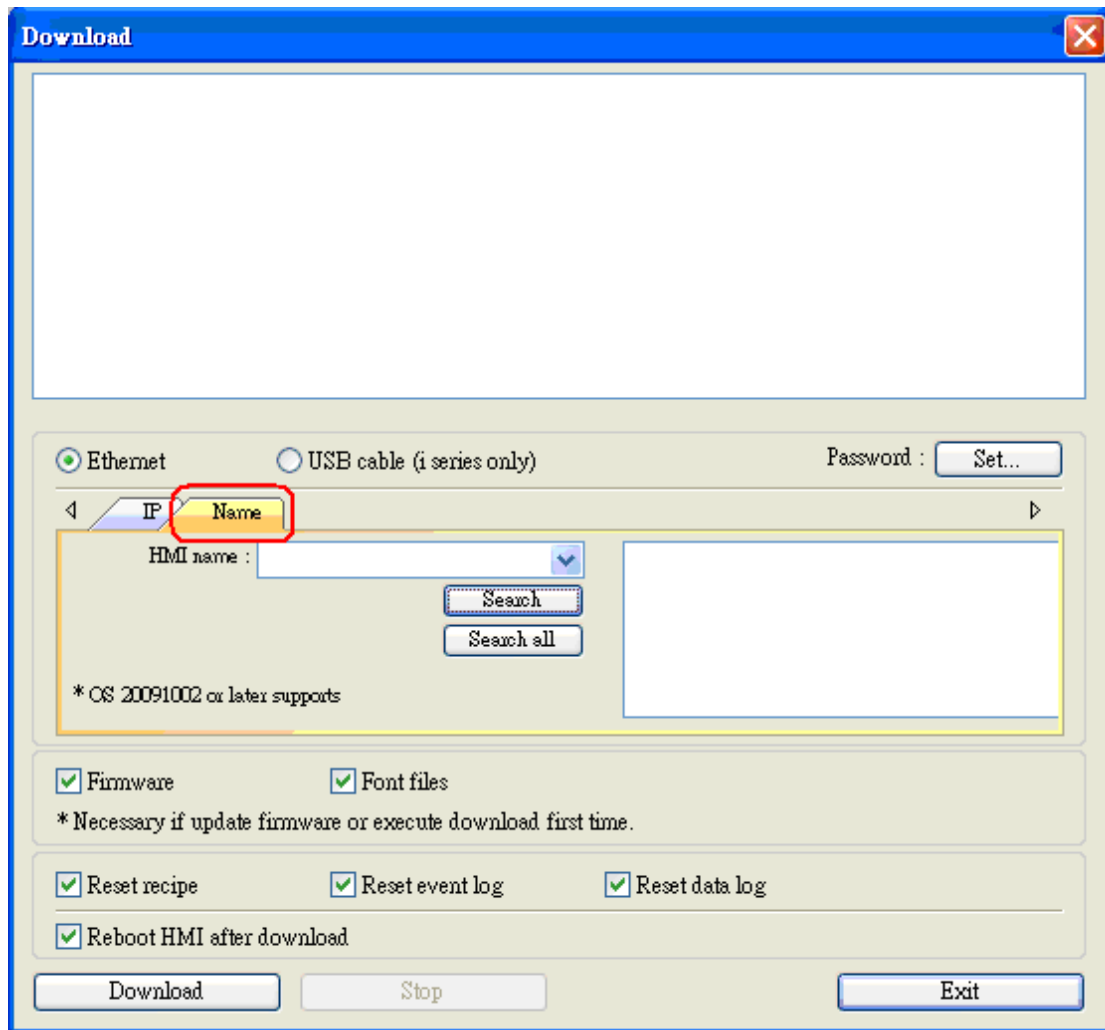 Download
Ethernet USB cable (i series only) Password : Set...
IP Name
HMI name :
Search
Search all
* OS 20091002 or later supports
Firmware Font files
* Necessary if update firmware or execute download first time.
Reset recipe Reset event log Reset data log
Reboot HMI after download
Download Stop Exit